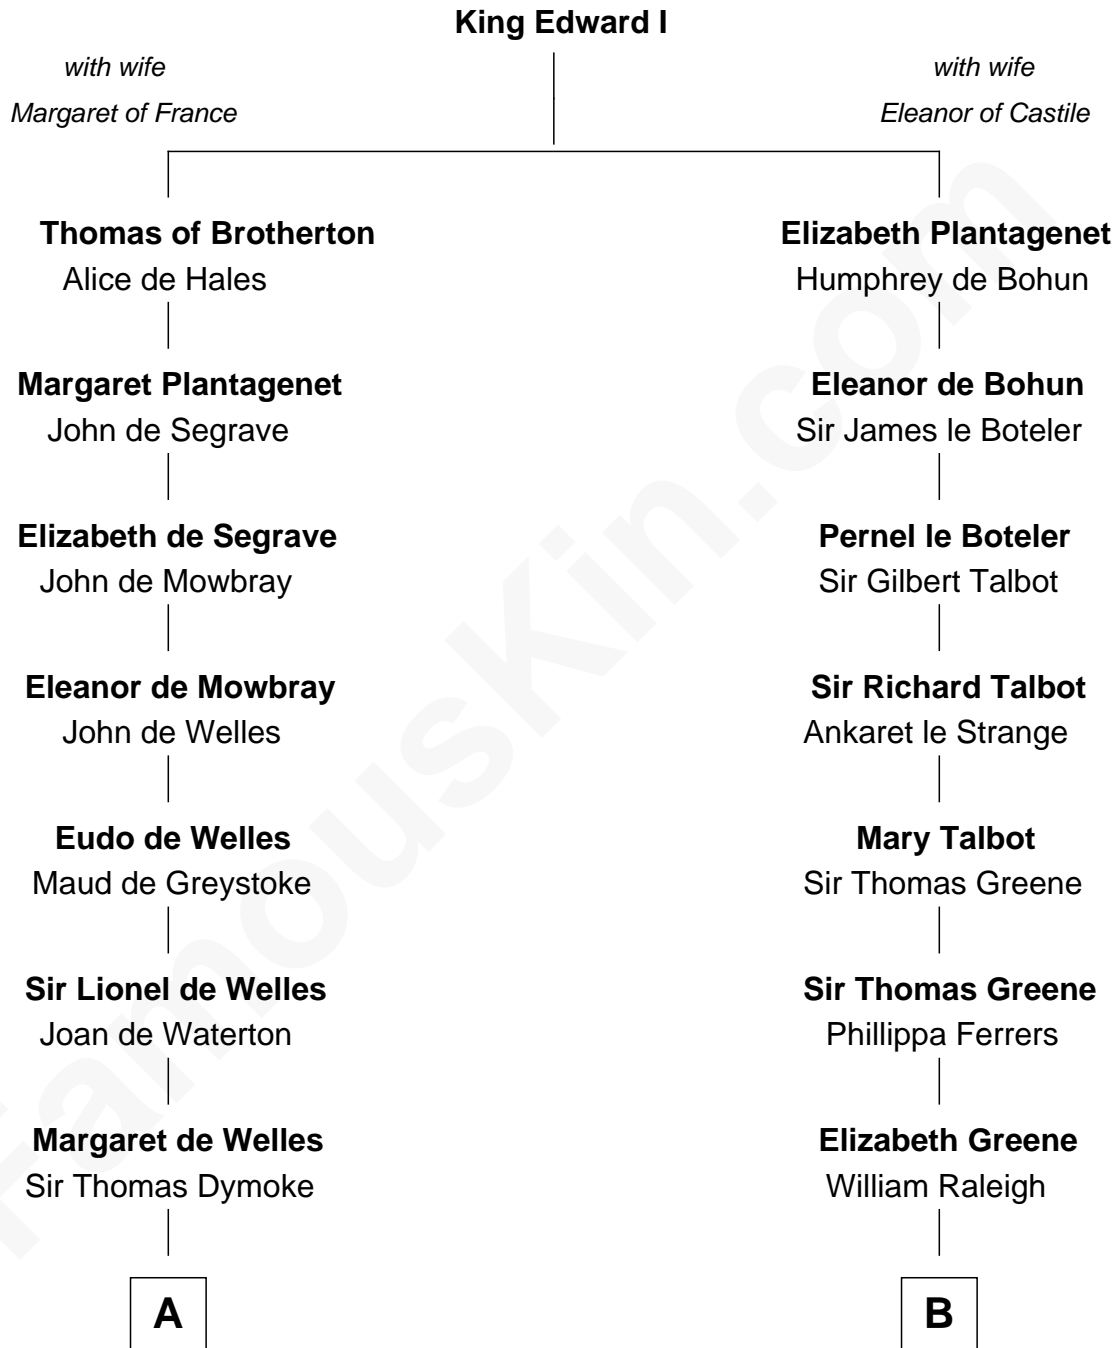 King Edward I
with wife
Margaret of France
with wife
Eleanor of Castile
Thomas of Brotherton
Alice de Hales
Elizabeth Plantagenet
Humphrey de Bohun
Margaret Plantagenet
John de Segrave
Eleanor de Bohun
Sir James le Boteler
Elizabeth de Segrave
John de Mowbray
Pernel le Boteler
Sir Gilbert Talbot
Eleanor de Mowbray
John de Welles
Sir Richard Talbot
Ankaret le Strange
Eudo de Welles
Maud de Greystoke
Mary Talbot
Sir Thomas Greene
Sir Lionel de Welles
Joan de Waterton
Sir Thomas Greene
Phillippa Ferrers
Margaret de Welles
Sir Thomas Dymoke
Elizabeth Greene
William Raleigh
A
B
FamousKin.com